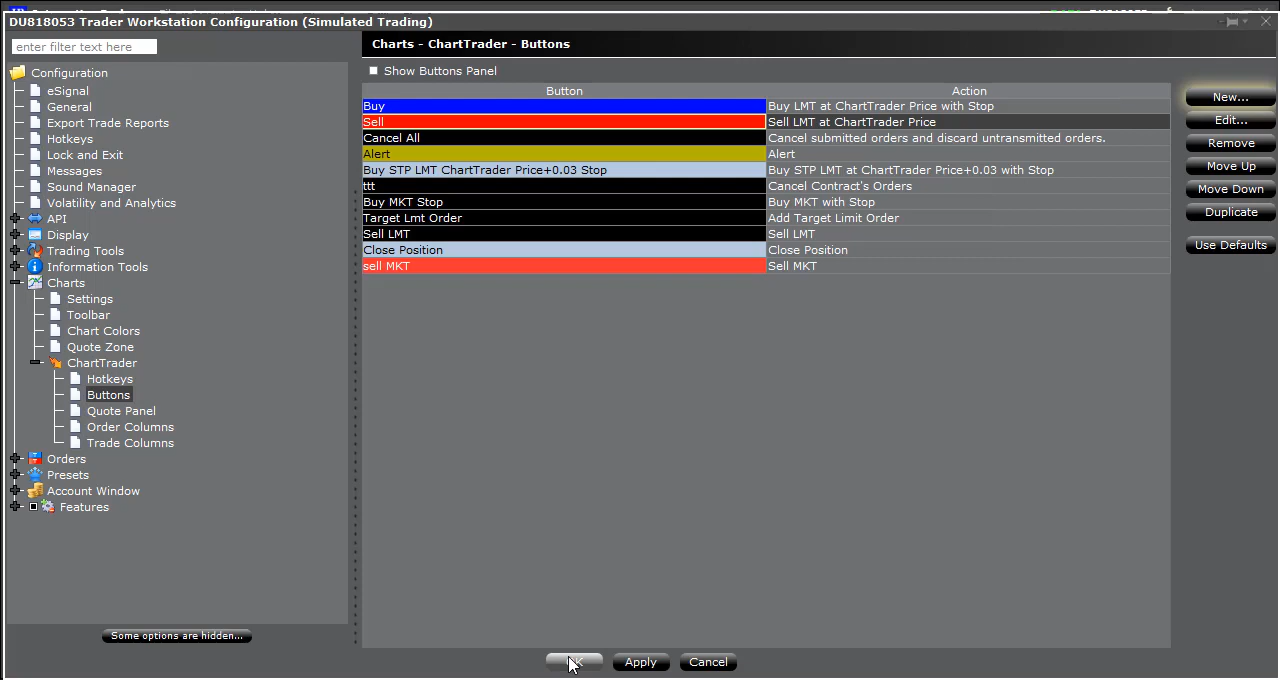 DU818053 Trader Workstation Configuration (Simulated Trading)
enter filter text here
Configuration
eSignal
General
Export Trade Reports
Hotkeys
Lock and Exit
Messages
Sound Manager
Volatility and Analytics
API
Display
Trading Tools
Information Tools
Charts
Settings
Toolbar
Chart Colors
Quote Zone
ChartTrader
Hotkeys
Buttons
Quote Panel
Order Columns
Trade Columns
Orders
Presets
Account Window
Features
Some options are hidden...
Charts - ChartTrader - Buttons
Show Buttons Panel
Button Action
Buy Buy LMT at ChartTrader Price with Stop
Sell Sell LMT at ChartTrader Price
Cancel All Cancel submitted orders and discard untransmitted orders.
Alert Alert
Buy STP LMT ChartTrader Price+0.03 Stop Buy STP LMT at ChartTrader Price+0.03 with Stop
ttt Cancel Contract's Orders
Buy MKT Stop Buy MKT with Stop
Target Lmt Order Add Target Limit Order
Sell LMT Sell LMT
Close Position Close Position
sell MKT Sell MKT
New...
Edit...
Remove
Move Up
Move Down
Duplicate
Use Defaults
Apply
Cancel